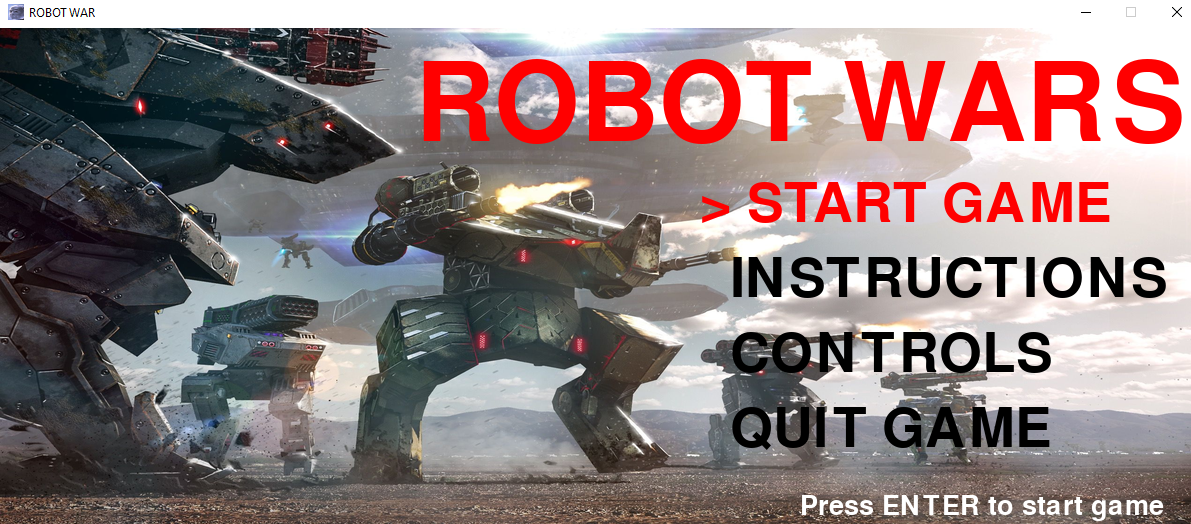 ROBOT WAR
ROBOT WARS
> START GAME
INSTRUCTIONS
CONTROLS
QUIT GAME
Press ENTER to start game